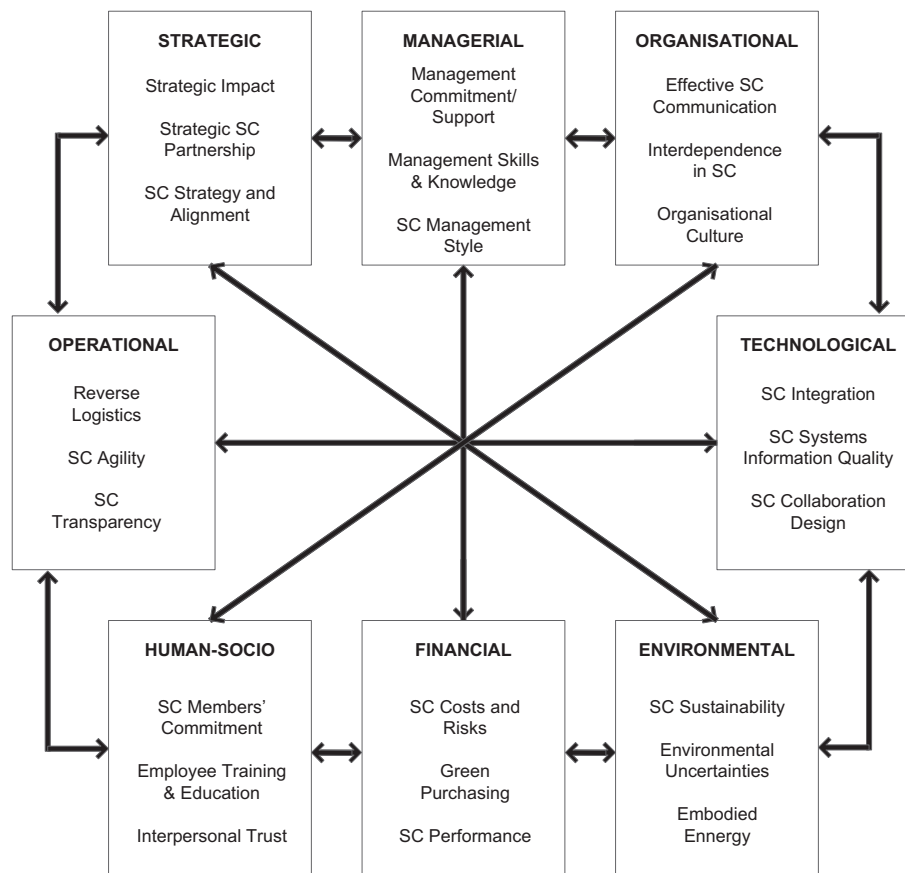 STRATEGIC
Strategic Impact
Strategic SC
Partnership
SC Strategy and
Alignment
MANAGERIAL
Management
Commitment/
Support
Management Skills
& Knowledge
SC Management
Style
ORGANISATIONAL
Effective SC
Communication
Interdependence
in SC
Organisational
Culture
OPERATIONAL
Reverse
Logistics
SC Agility
SC
Transparency
TECHNOLOGICAL
SC Integration
SC Systems
Information Quality
SC Collaboration
Design
HUMAN-SOCIO
SC Members’
Commitment
Employee Training
& Education
Interpersonal Trust
FINANCIAL
SC Costs and
Risks
Green
Purchasing
SC Performance
ENVIRONMENTAL
SC Sustainability
Environmental
Uncertainties
Embodied
Ennergy